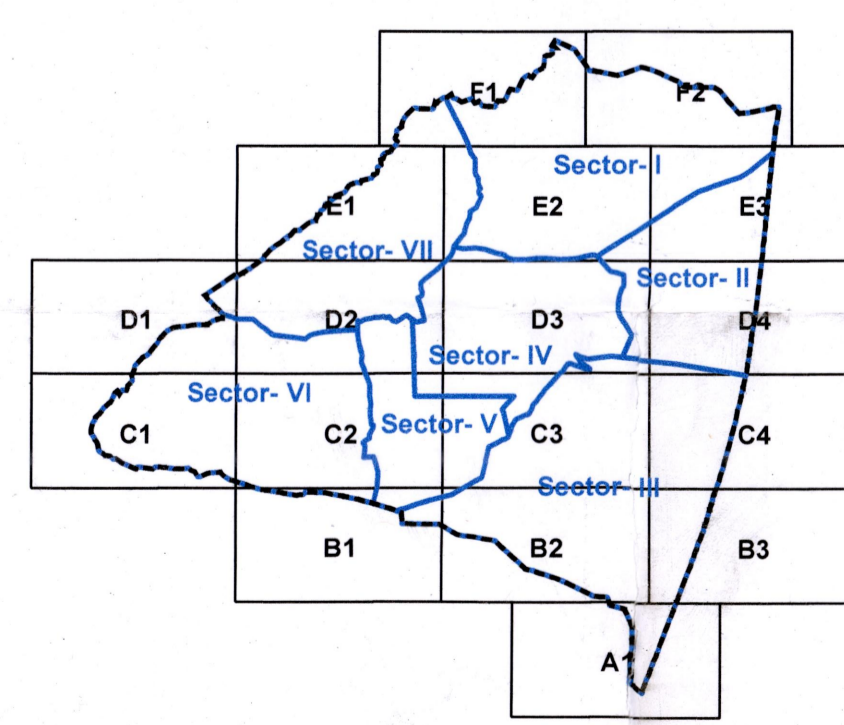 F1 F2
Sector- I
E1 E2 E3
Sector- VII
Sector- II
D1 D2 D3 D4
Sector- IV
Sector- VI
Sector- V
C1 C2 C3 C4
Sector- III
B1 B2 B3
A1